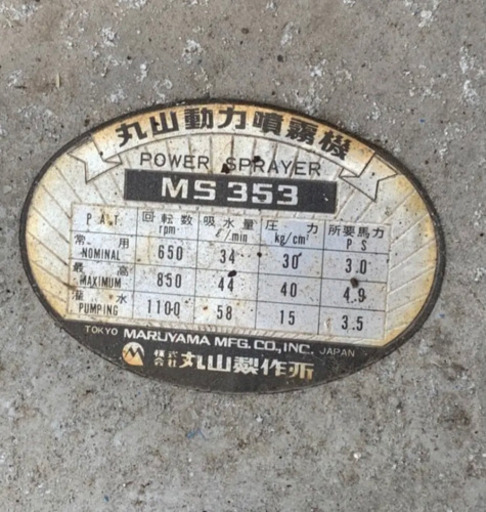 丸山動力噴霧機
POWER SPRAYER
MS 353
P.A.T. 回転数 rpm 吸水量 ℓ/min 圧力 kg/cm² 所要馬力 PS
常用 NOMINAL 650 34 30 3.0
最高 MAXIMUM 850 44 40 4.9
灌水 PUMPING 1100 58 15 3.5
TOKYO MARUYAMA MFG. CO., INC. JAPAN
株式会社 丸山製作所